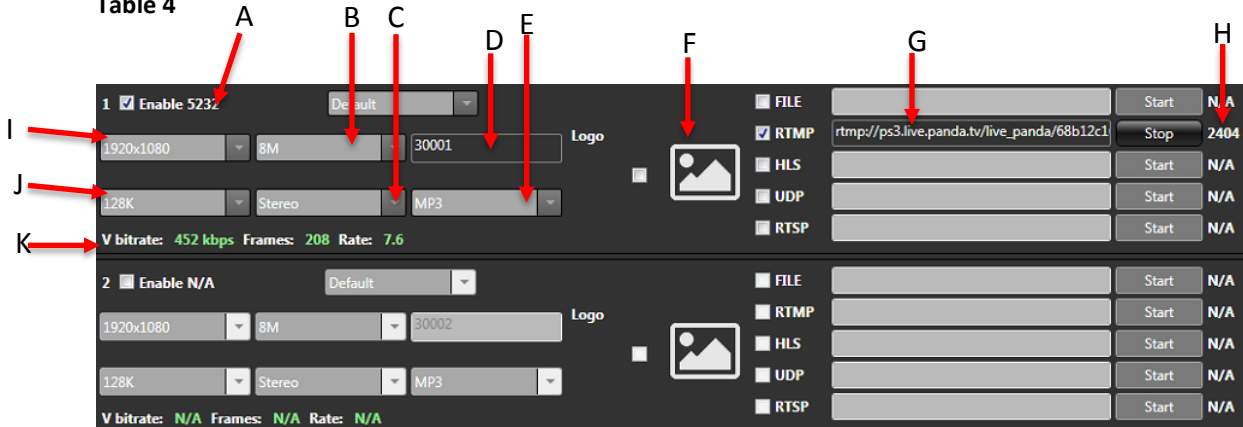 Table 4
A B C D E F G H
1 Enable 5232 Default FILE Start N/A
I
RTMP rtmp://ps3.live.panda.tv/live_panda/68b12c1 Stop 2404
1920x1080 8M 30001 Logo
HLS Start N/A
J
128K Stereo MP3 UDP Start N/A
RTSP Start N/A
K V bitrate: 452 kbps Frames: 208 Rate: 7.6
2 Enable N/A Default FILE Start N/A
RTMP Start N/A
1920x1080 8M 30002 Logo
HLS Start N/A
128K Stereo MP3 UDP Start N/A
RTSP Start N/A
V bitrate: N/A Frames: N/A Rate: N/A